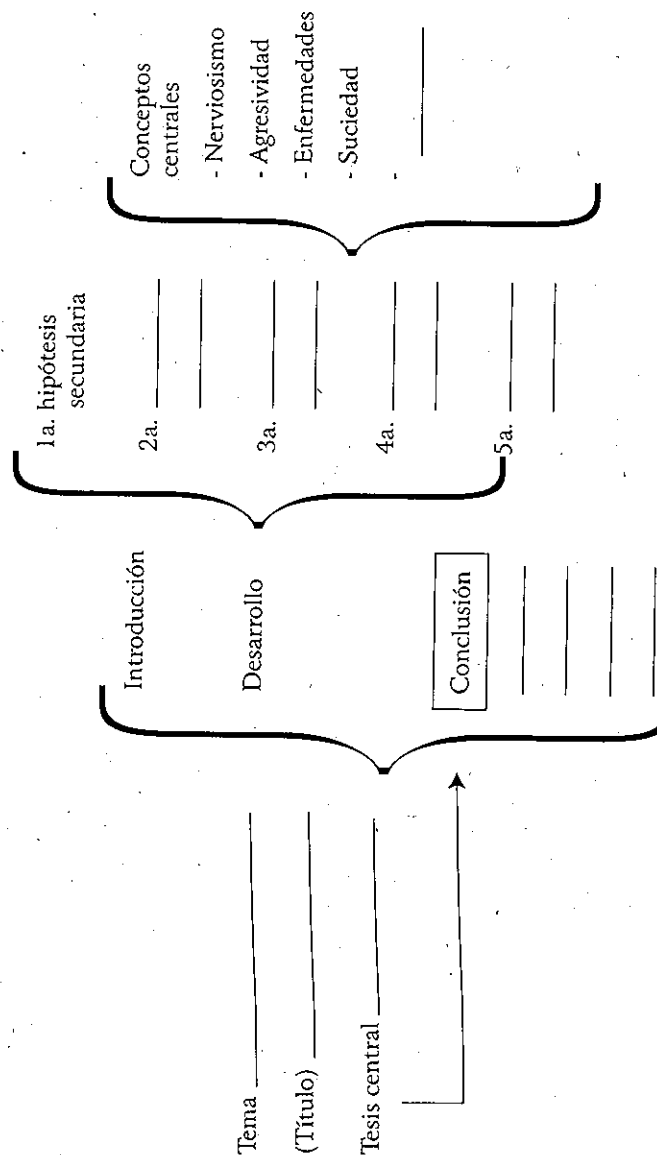 Tema
(Título)
Tesis central
Introducción
Desarrollo
Conclusión
1a. hipótesis
secundaria
2a.
3a.
4a.
5a.
Conceptos
centrales
- Nerviosismo
- Agresividad
- Enfermedades
- Suciedad